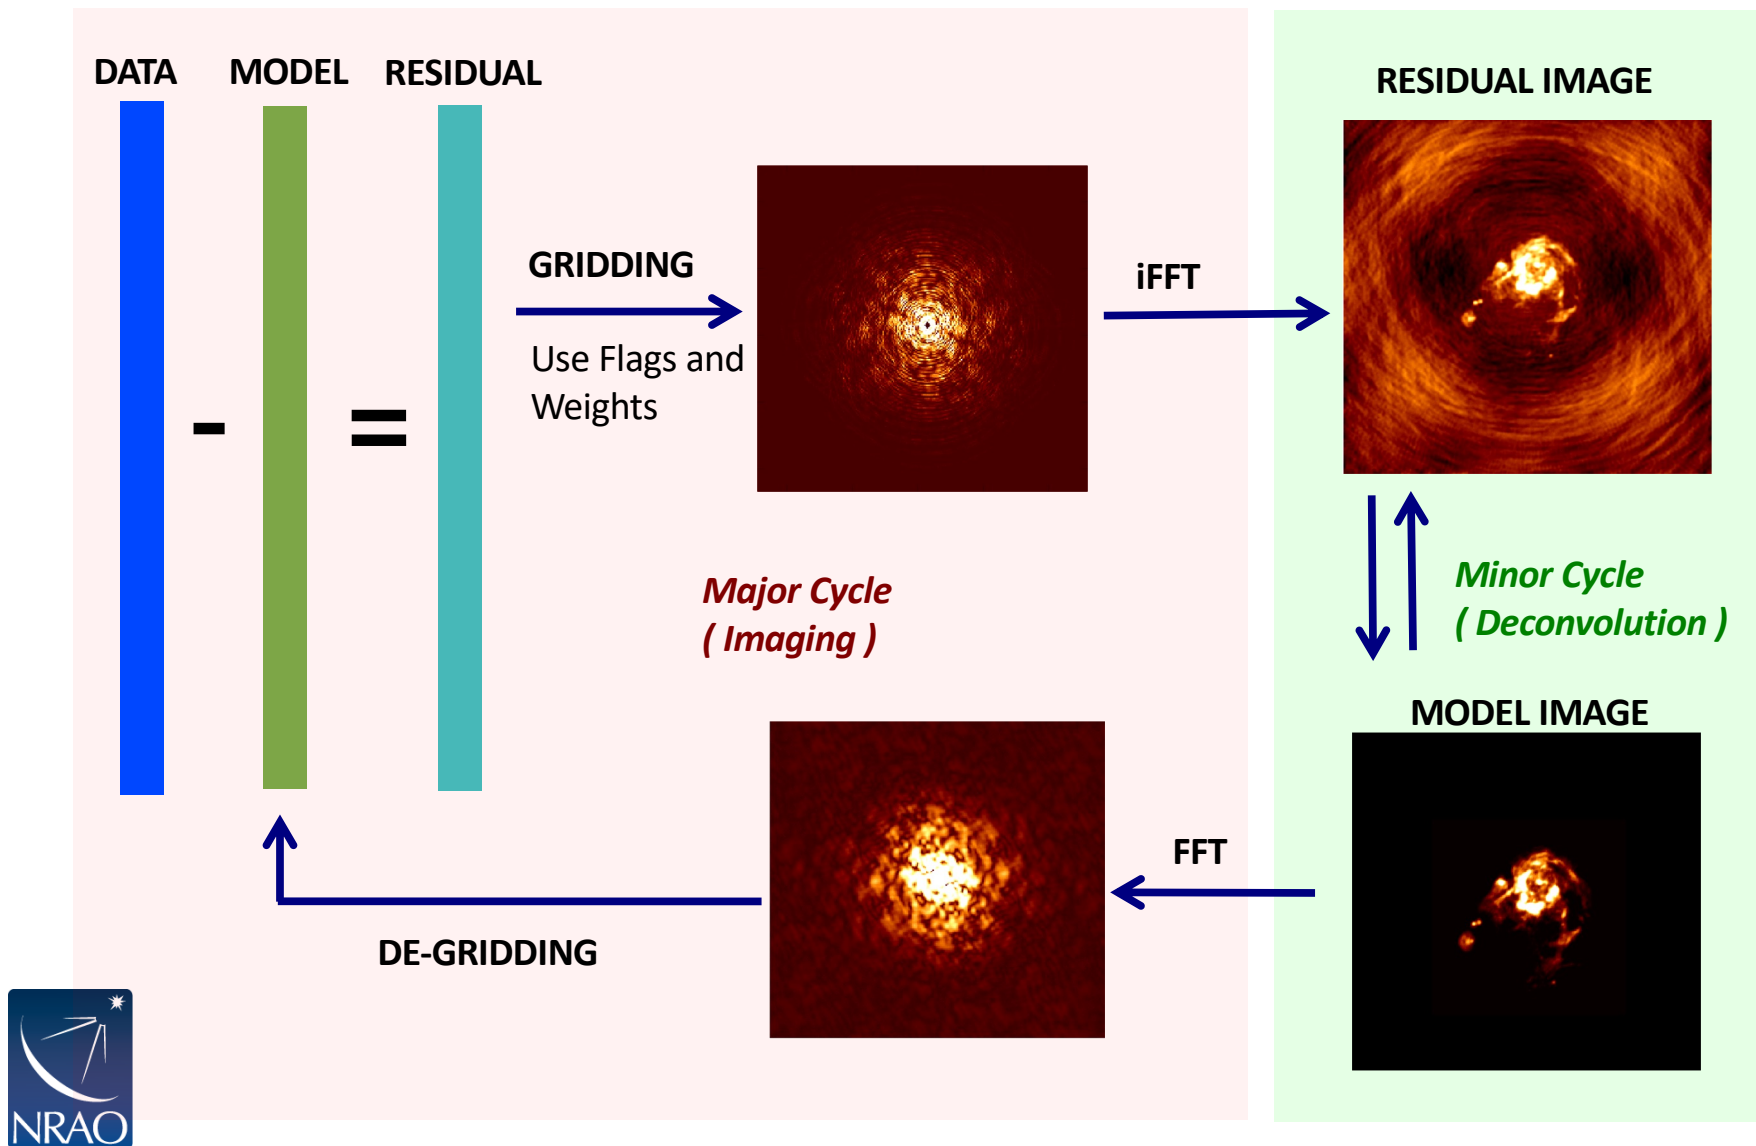 DATA
MODEL
RESIDUAL
RESIDUAL IMAGE
GRIDDING
Use Flags and
Weights
iFFT
-
=
Major Cycle
( Imaging )
Minor Cycle
( Deconvolution )
MODEL IMAGE
FFT
DE-GRIDDING
NRAO